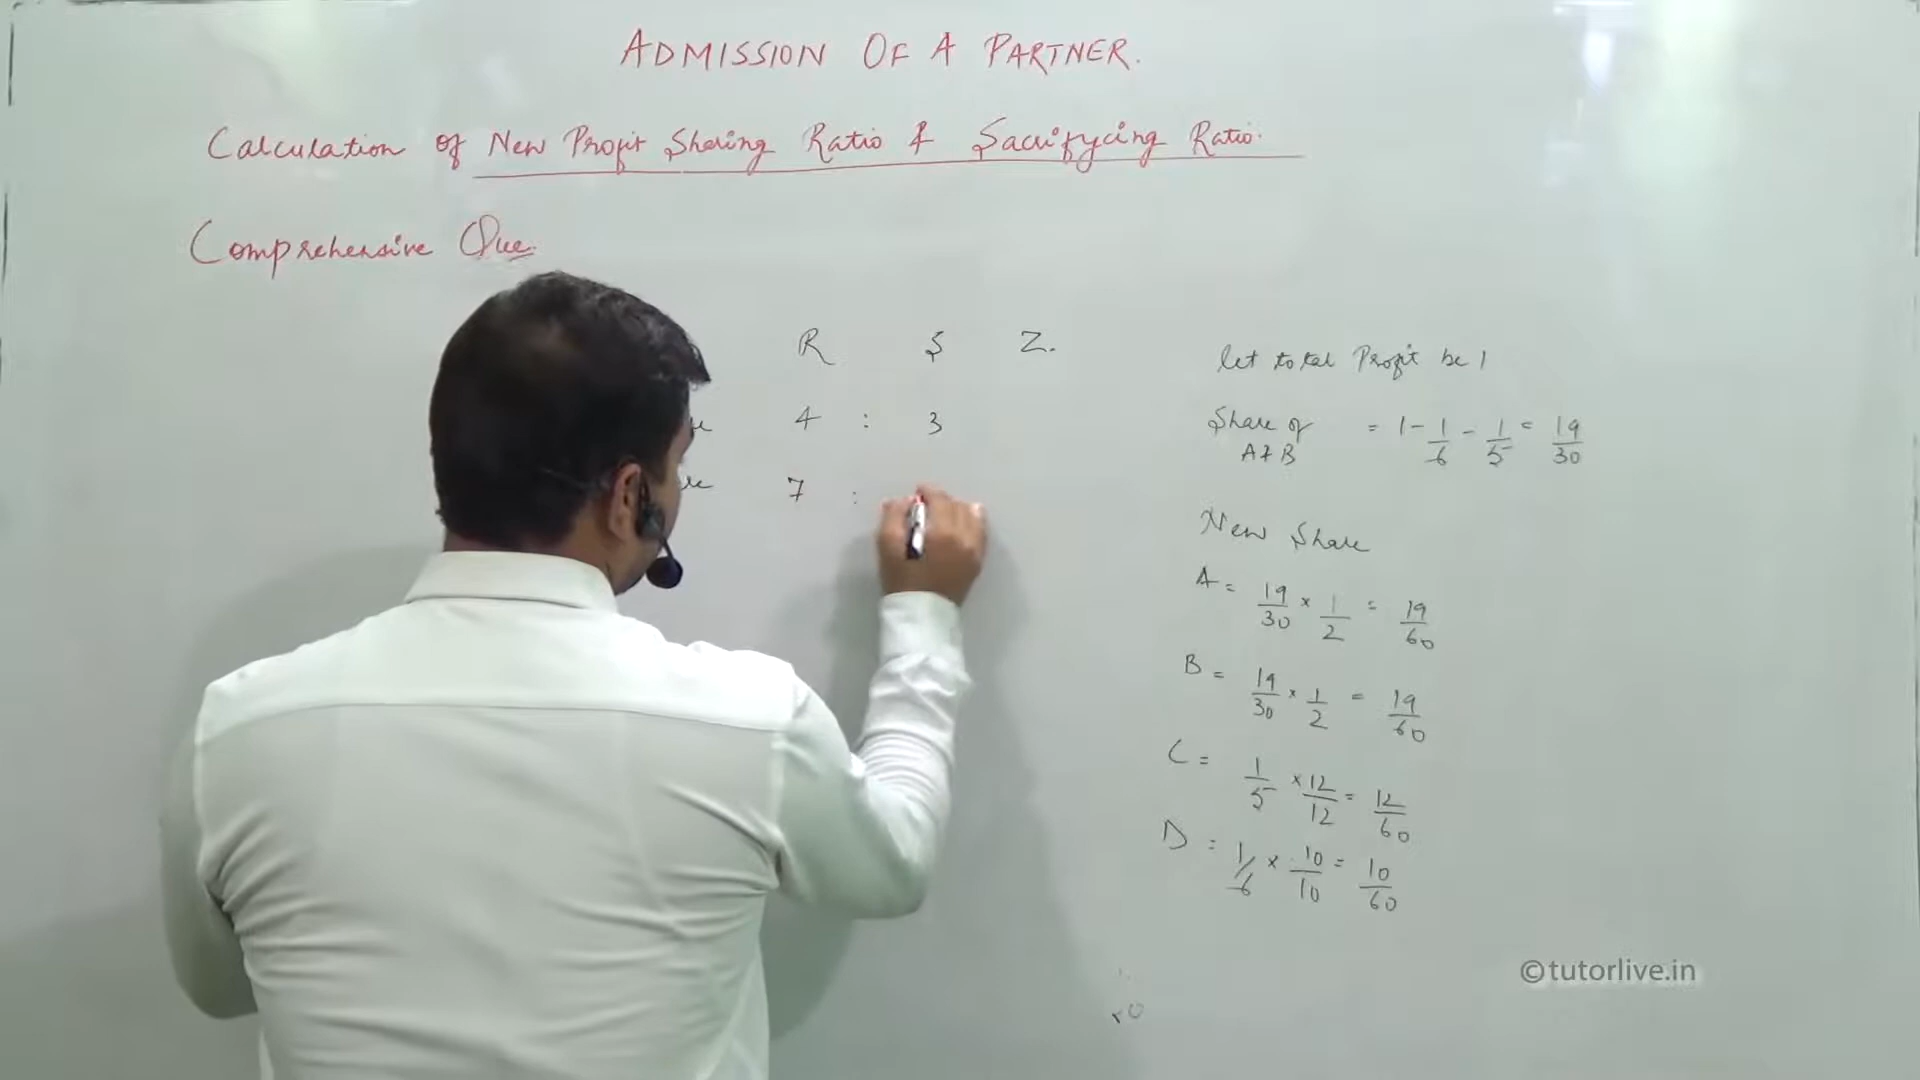 ADMISSION OF A PARTNER.
Calculation of New Profit Sharing Ratio & Sacrifycing Ratio.
Comprehensive Que.
R S Z.
4 : 3
7 :
let total Profit be 1
Share of A & B = 1 - 1/6 - 1/5 = 19/30
New Share
A = 19/30 × 1/2 = 19/60
B = 19/30 × 1/2 = 19/60
C = 1/5 × 12/12 = 12/60
D = 1/6 × 10/10 = 10/60
©tutorlive.in